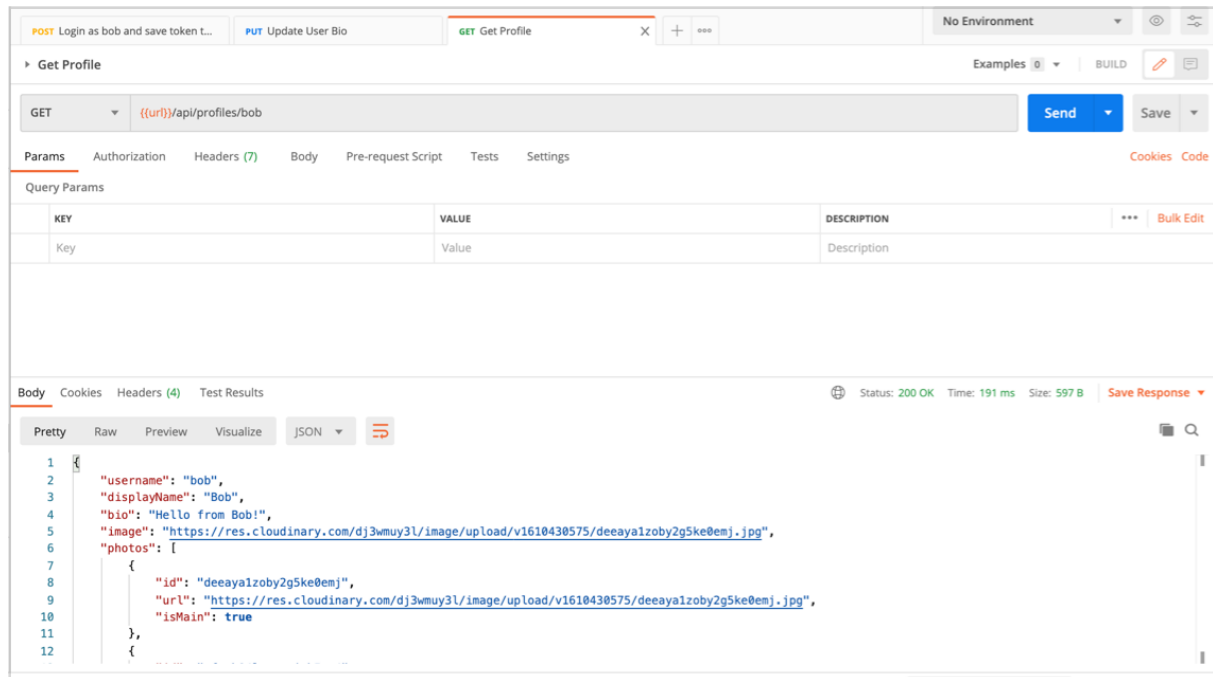 POST Login as bob and save token t... PUT Update User Bio GET Get Profile No Environment
Get Profile Examples 0 BUILD
GET {{url}}/api/profiles/bob Send Save
Params Authorization Headers (7) Body Pre-request Script Tests Settings Cookies Code
Query Params
KEY VALUE DESCRIPTION Bulk Edit
Key Value Description
Body Cookies Headers (4) Test Results Status: 200 OK Time: 191 ms Size: 597 B Save Response
Pretty Raw Preview Visualize JSON
1 {
2 "username": "bob",
3 "displayName": "Bob",
4 "bio": "Hello from Bob!",
5 "image": "https://res.cloudinary.com/dj3wmuy3l/image/upload/v1610430575/deeaya1zoby2g5ke0emj.jpg",
6 "photos": [
7 {
8 "id": "deeaya1zoby2g5ke0emj",
9 "url": "https://res.cloudinary.com/dj3wmuy3l/image/upload/v1610430575/deeaya1zoby2g5ke0emj.jpg",
10 "isMain": true
11 },
12 {